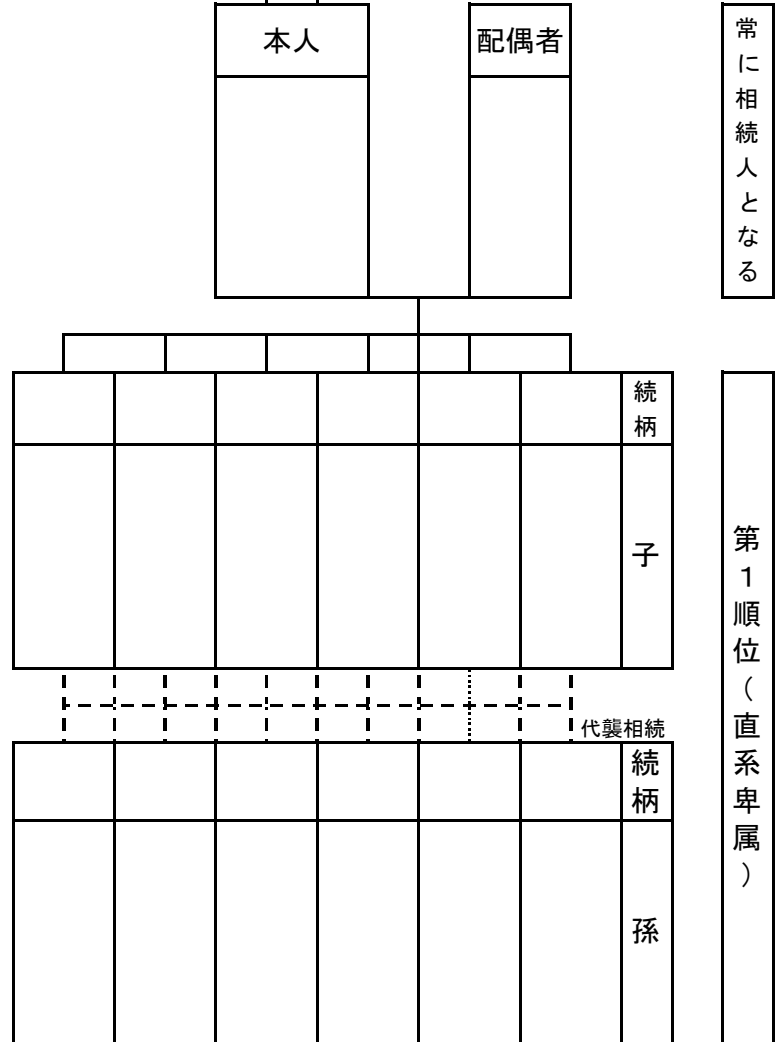 本人
配偶者
常に相続人となる
続柄
子
第1順位(直系卑属)
代襲相続
続柄
孫